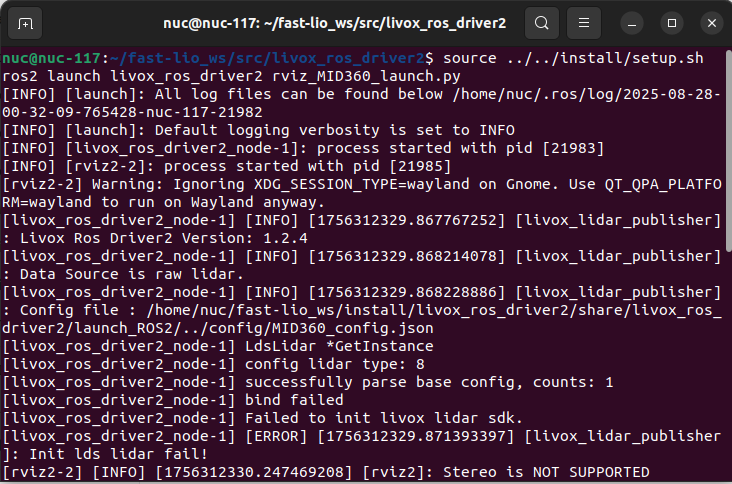 nuc@nuc-117: ~/fast-lio_ws/src/livox_ros_driver2
nuc@nuc-117:~/fast-lio_ws/src/livox_ros_driver2$ source ../../install/setup.sh
ros2 launch livox_ros_driver2 rviz_MID360_launch.py
[INFO] [launch]: All log files can be found below /home/nuc/.ros/log/2025-08-28-
00-32-09-765428-nuc-117-21982
[INFO] [launch]: Default logging verbosity is set to INFO
[INFO] [livox_ros_driver2_node-1]: process started with pid [21983]
[INFO] [rviz2-2]: process started with pid [21985]
[rviz2-2] Warning: Ignoring XDG_SESSION_TYPE=wayland on Gnome. Use QT_QPA_PLATFO
RM=wayland to run on Wayland anyway.
[livox_ros_driver2_node-1] [INFO] [1756312329.867767252] [livox_lidar_publisher]
: Livox Ros Driver2 Version: 1.2.4
[livox_ros_driver2_node-1] [INFO] [1756312329.868214078] [livox_lidar_publisher]
: Data Source is raw lidar.
[livox_ros_driver2_node-1] [INFO] [1756312329.868228886] [livox_lidar_publisher]
: Config file : /home/nuc/fast-lio_ws/install/livox_ros_driver2/share/livox_ros_
driver2/launch_ROS2/../config/MID360_config.json
[livox_ros_driver2_node-1] LdsLidar *GetInstance
[livox_ros_driver2_node-1] config lidar type: 8
[livox_ros_driver2_node-1] successfully parse base config, counts: 1
[livox_ros_driver2_node-1] bind failed
[livox_ros_driver2_node-1] Failed to init livox lidar sdk.
[livox_ros_driver2_node-1] [ERROR] [1756312329.871393397] [livox_lidar_publisher
]: Init lds lidar fail!
[rviz2-2] [INFO] [1756312330.247469208] [rviz2]: Stereo is NOT SUPPORTED